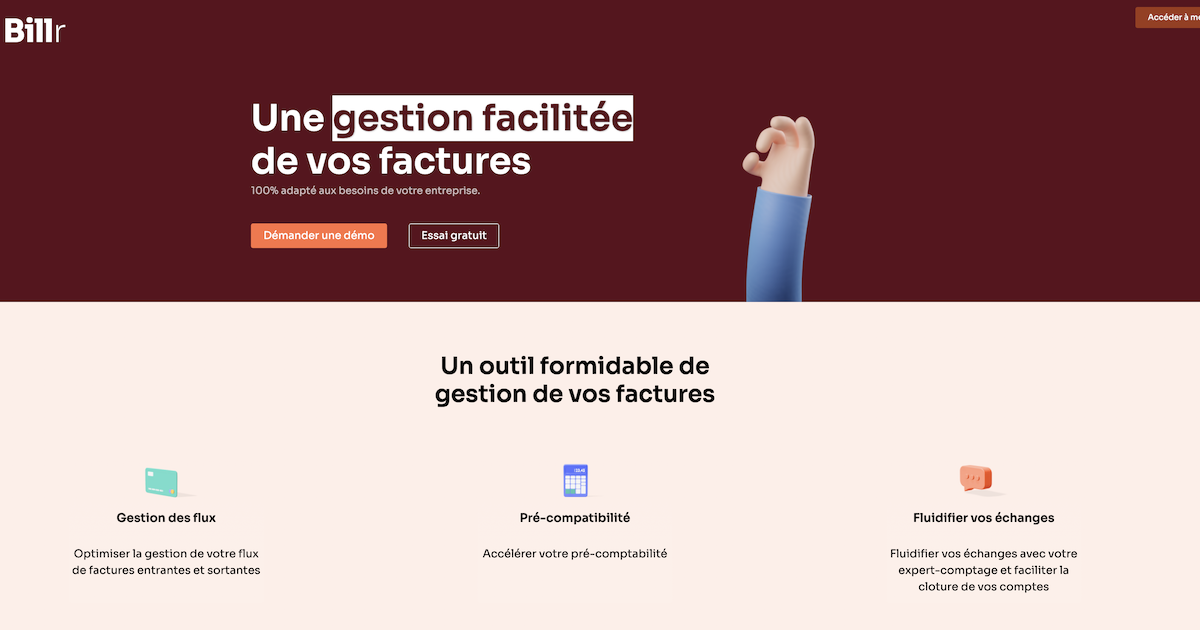 Billr
Accéder à
Une gestion facilitée
de vos factures
100% adapté aux besoins de votre entreprise.
Démander une démo
Essai gratuit
Un outil formidable de
gestion de vos factures
Gestion des flux
Pré-compatibilité
Fluidifier vos échanges
Optimiser la gestion de votre flux
de factures entrantes et sortantes
Accélérer votre pré-comptabilité
Fluidifier vos échanges avec votre
expert-comptage et faciliter la
cloture de vos comptes